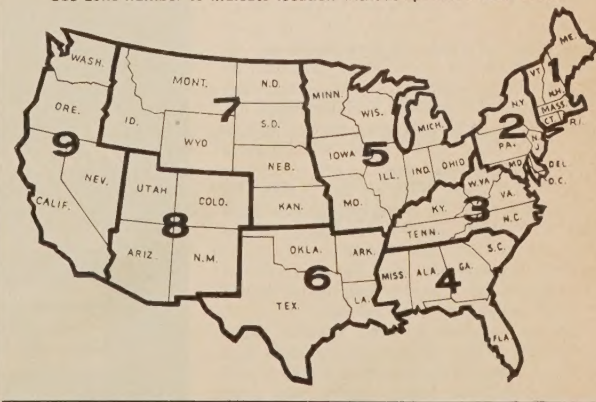 WASH.
MONT.
N.D.
MINN.
ME.
VT.
1
N.H.
ORE.
ID.
7
S.D.
WIS.
MICH.
N.Y.
MASS.
CT.
R.I.
WYO
2
PA.
N.
J.
9
NEB.
IOWA
5
ILL.
IND.
OHIO
MD.
DEL
D.C.
NEV.
UTAH
COLO.
KAN.
MO.
W.VA
VA.
KY.
3
CALIF.
8
TENN.
N.C.
ARIZ.
N.M.
OKLA.
ARK.
S.C.
6
MISS.
ALA.
GA.
4
TEX.
LA.
FLA.